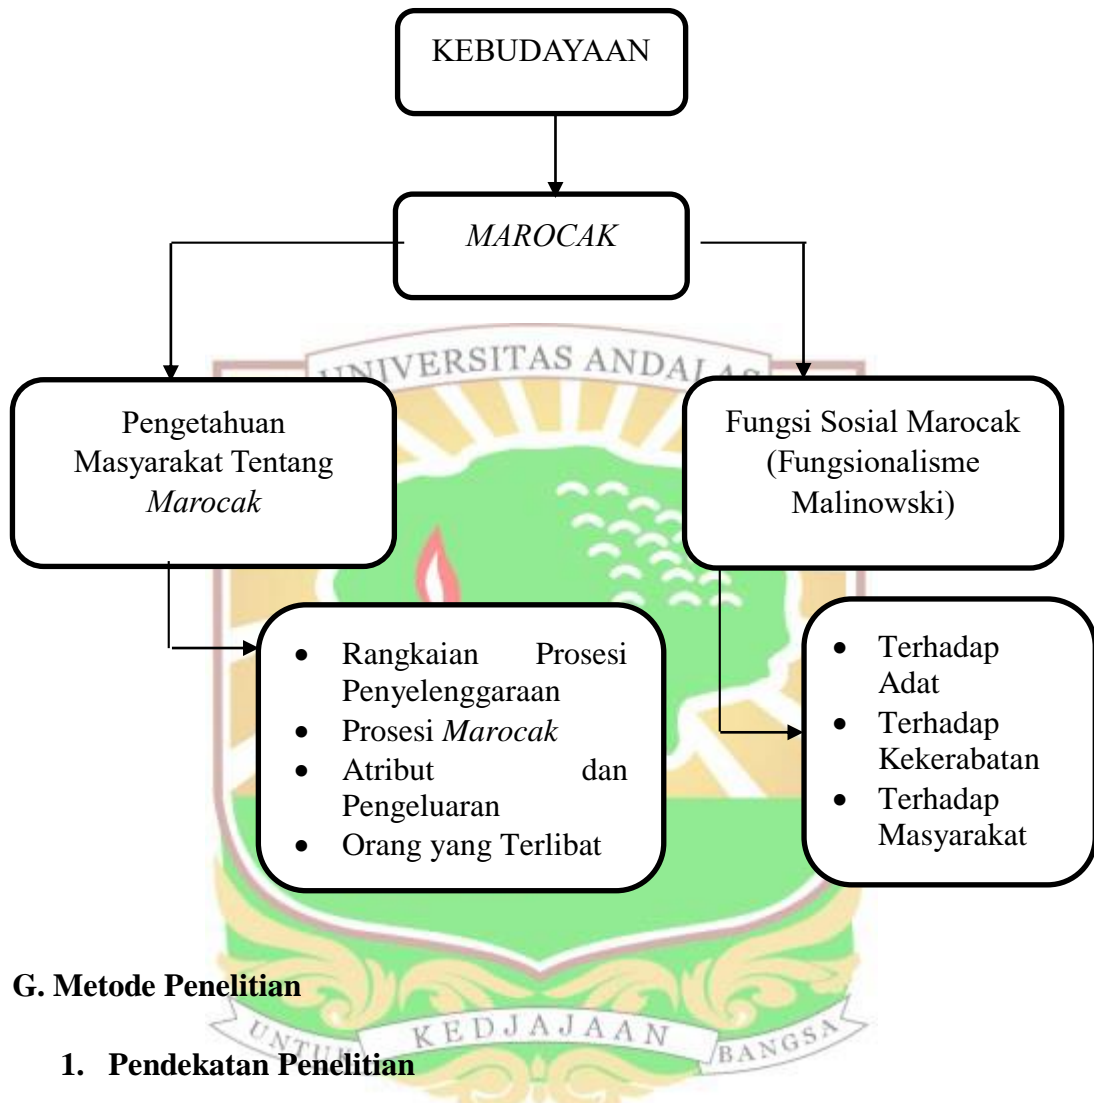 KEBUDAYAAN
MAROCAK
UNIVERSITAS ANDALAS
Pengetahuan
Masyarakat Tentang
Marocak
Fungsi Sosial Marocak
(Fungsionalisme
Malinowski)
• Rangkaian Prosesi
Penyelenggaraan
• Prosesi Marocak
• Atribut dan
Pengeluaran
• Orang yang Terlibat
• Terhadap
Adat
• Terhadap
Kekerabatan
• Terhadap
Masyarakat
G. Metode Penelitian
UNTUK KEDJAJAAN BANGSA
1. Pendekatan Penelitian